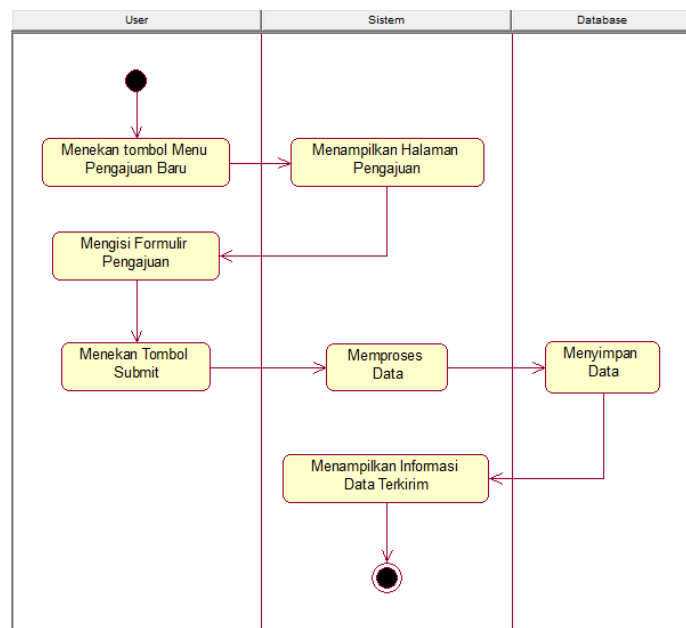 User
Sistem
Database
Menekan tombol Menu
Pengajuan Baru
Menampilkan Halaman
Pengajuan
Mengisi Formulir
Pengajuan
Menekan Tombol
Submit
Memproses
Data
Menyimpan
Data
Menampilkan Informasi
Data Terkirim